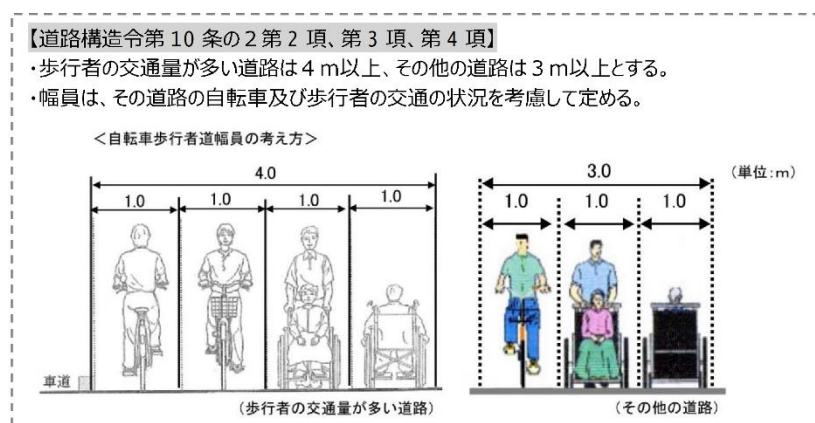 【道路構造令第 10 条の２第 2 項、第 3 項、第 4 項】
・歩行者の交通量が多い道路は４ｍ以上、その他の道路は３ｍ以上とする。
・幅員は、その道路の自転車及び歩行者の交通の状況を考慮して定める。
＜自転車歩行者道幅員の考え方＞
4.0
1.0 1.0 1.0 1.0
車道
(歩行者の交通量が多い道路)
3.0
(単位:m)
1.0 1.0 1.0
(その他の道路)